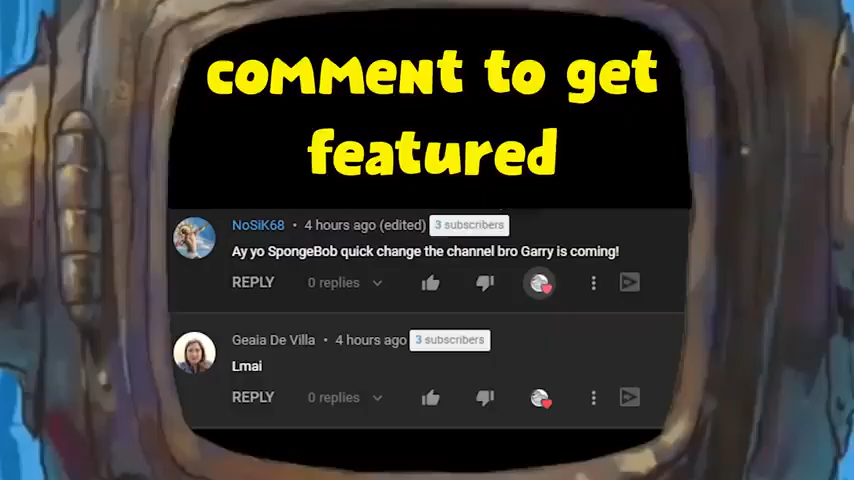 comment to get
featured
NoSiK68 • 4 hours ago (edited) 3 subscribers
Ay yo SpongeBob quick change the channel bro Garry is coming!
REPLY 0 replies
Geaia De Villa • 4 hours ago 3 subscribers
Lmai
REPLY 0 replies